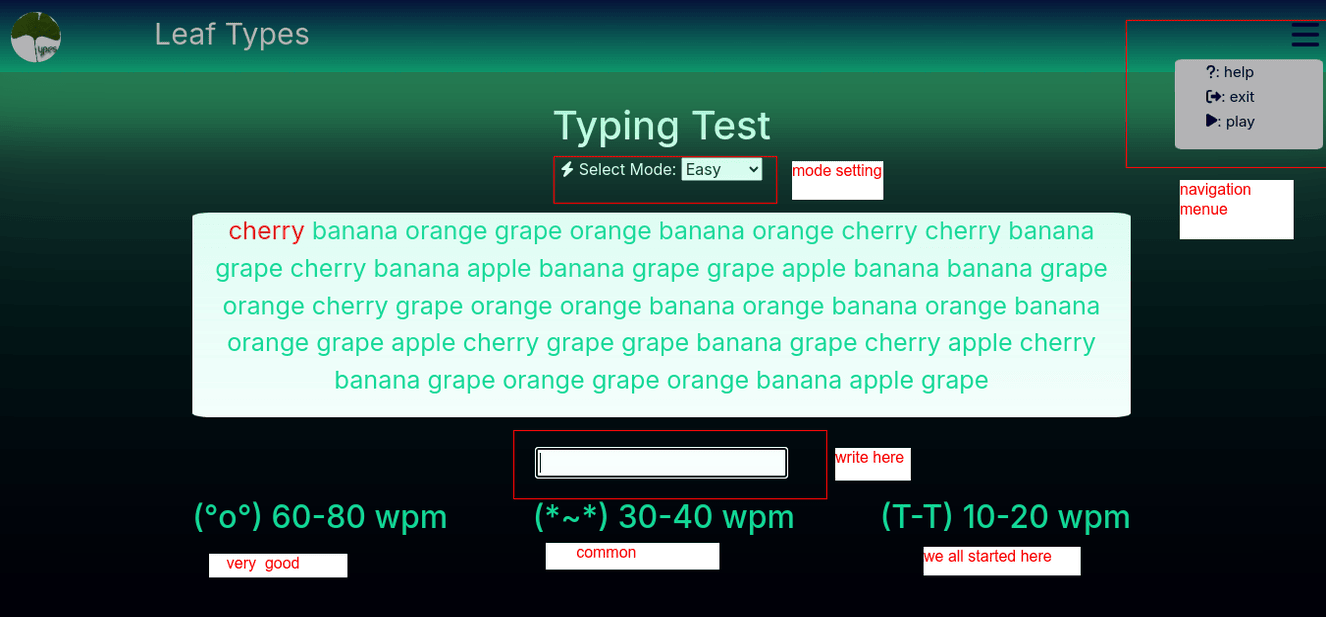 ypes
Leaf Types
?: help
: exit
: play
Typing Test
Select Mode: Easy
mode setting
navigation
menue
cherry banana orange grape orange banana orange cherry cherry banana
grape cherry banana apple banana grape grape apple banana banana grape
orange cherry grape orange orange banana orange banana orange banana
orange grape apple cherry grape grape banana grape cherry apple cherry
banana grape orange grape orange banana apple grape
write here
(°o°) 60-80 wpm
(*~*) 30-40 wpm
(T-T) 10-20 wpm
very good
common
we all started here